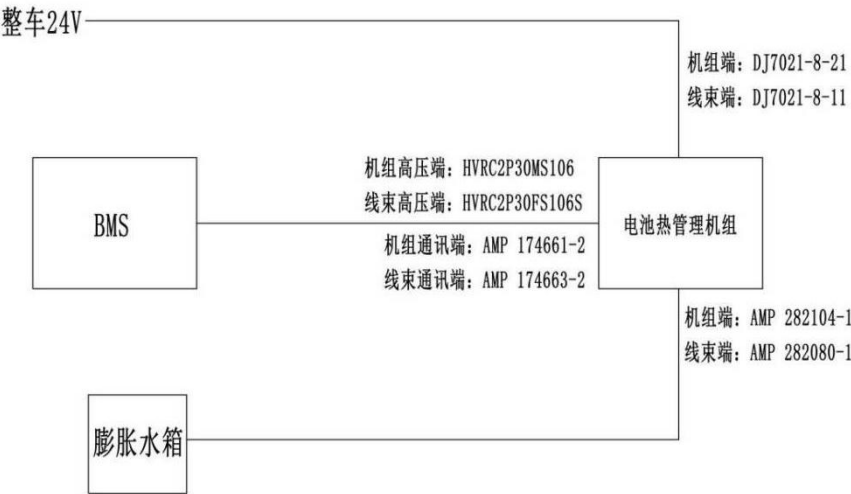 整车24V
机组端: DJ7021-8-21
线束端: DJ7021-8-11
机组高压端: HVRC2P30MS106
线束高压端: HVRC2P30FS106S
BMS
电池热管理机组
机组通讯端: AMP 174661-2
线束通讯端: AMP 174663-2
机组端: AMP 282104-1
线束端: AMP 282080-1
膨胀水箱